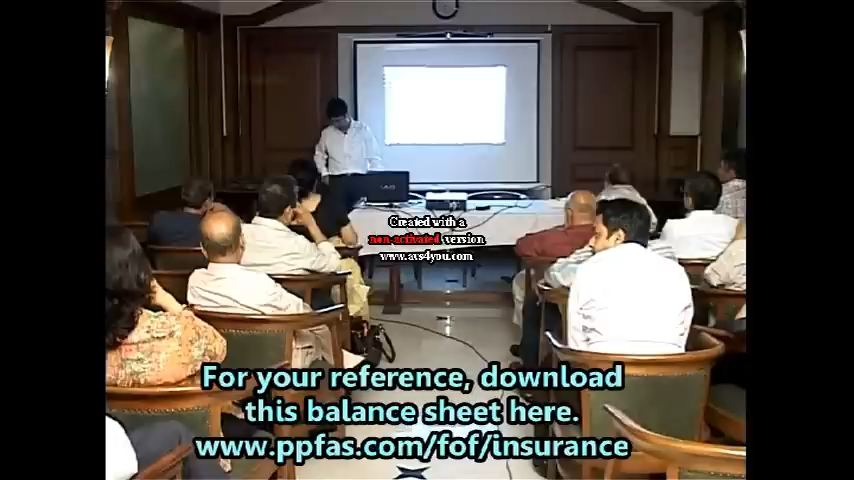 Created with a
non-activated version
www.avs4you.com
For your reference, download
this balance sheet here.
www.ppfas.com/fof/insurance